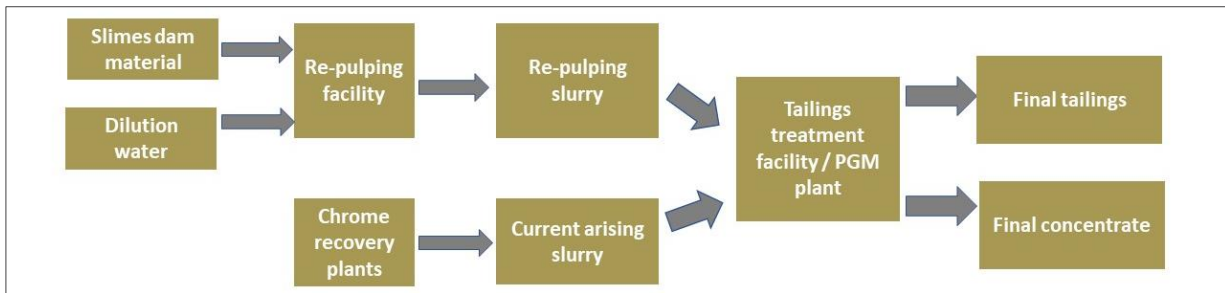 Slimes dam
material
Dilution
water
Re-pulping
facility
Re-pulping
slurry
Chrome
recovery
plants
Current arising
slurry
Tailings
treatment
facility / PGM
plant
Final tailings
Final concentrate